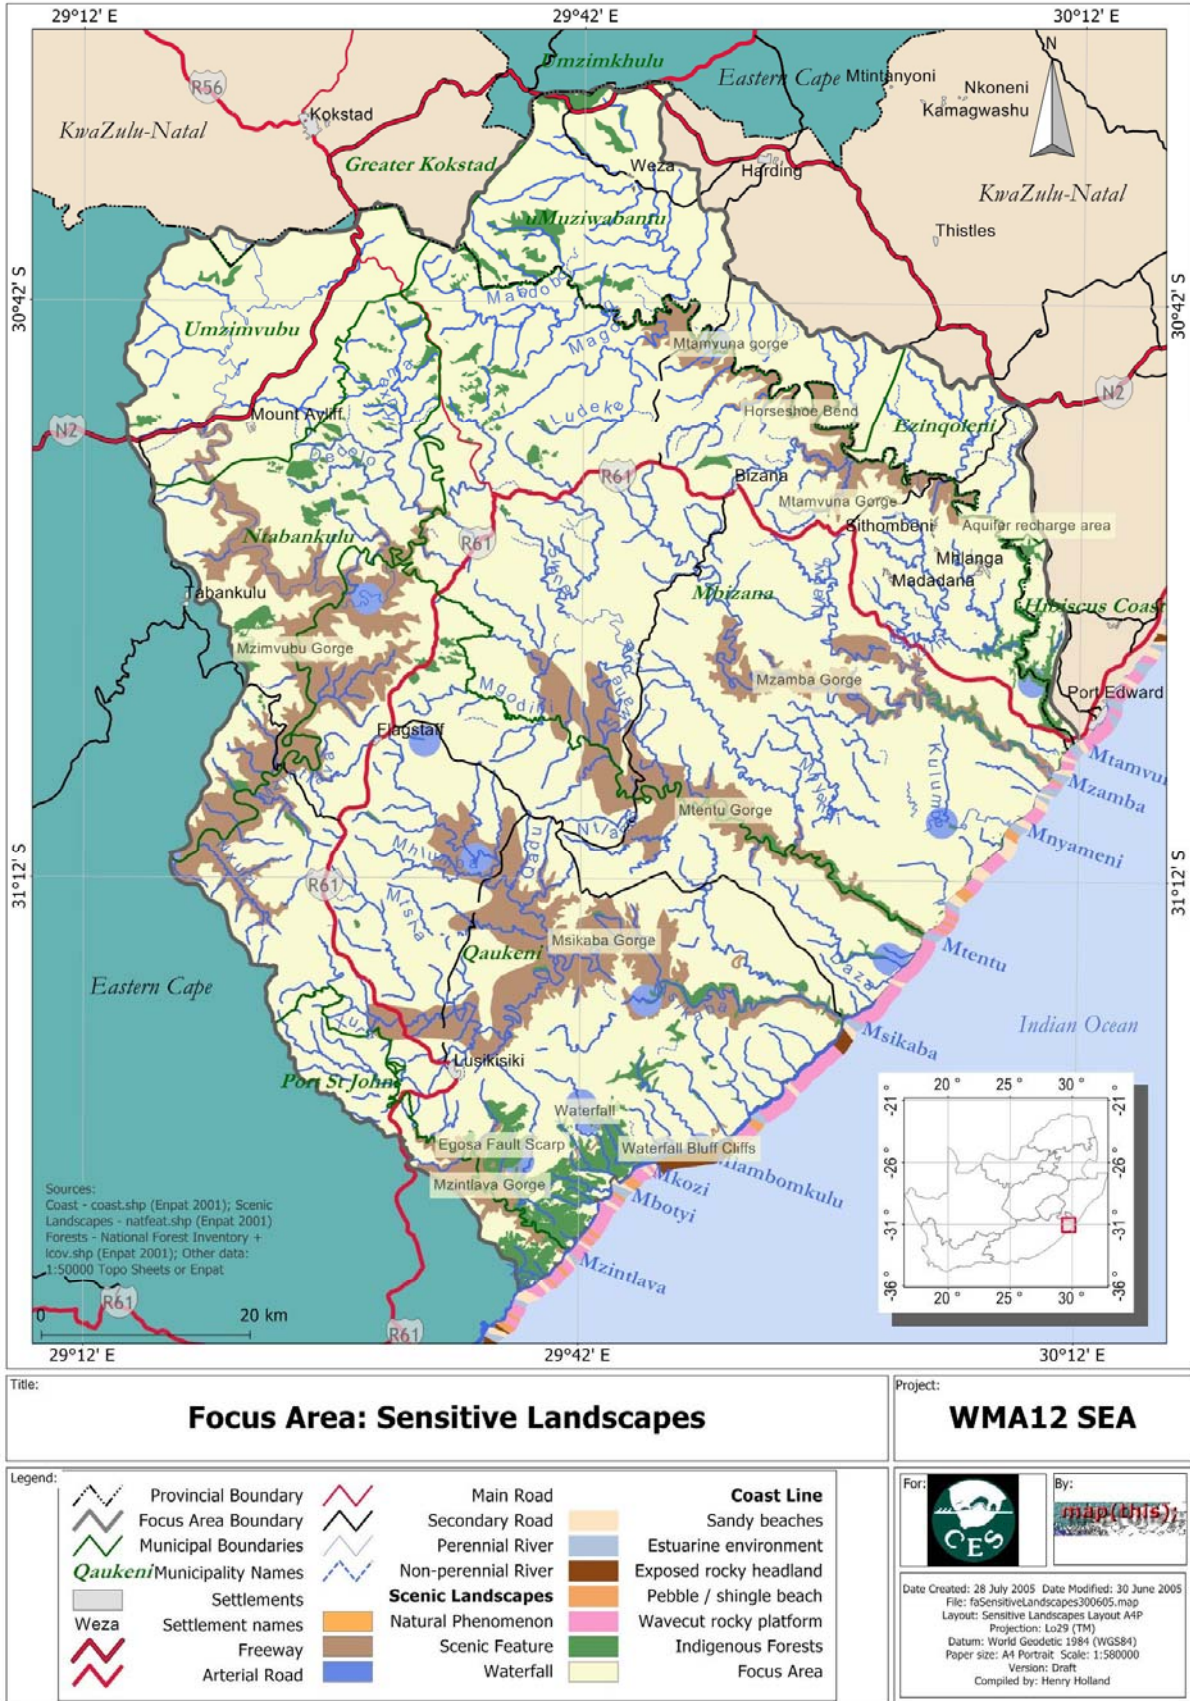 29°12' E
29°42' E
30°12' E
Umzimkhulu
Eastern Cape
Mtintanyoni
N
Nkoneni
Kamagwashu
R56
Kokstad
KwaZulu-Natal
Greater Kokstad
Weza
Harding
KwaZulu-Natal
uMuziwabantu
Thistles
30°42' S
30°42' S
Umzimvubu
Mtamvuna gorge
Ludeke
Horseshoe Bend
N2
Mount Ayliff
N2
Ezinqoleni
R61
Bizana
Mtamvuna Gorge
Sithombeni
Aquifer recharge area
Ntabankulu
R61
Mhlanga
Madadana
Tabankulu
Mbizana
Hibiscus Coast
Mzimvubu Gorge
Mzamba Gorge
Mgodini
Port Edward
Flagstaff
Kulumbe
Mtamvun
Mzamba
Mtentu Gorge
Mnyameni
Mhlumba
R61
31°12' S
31°12' S
Msikaba Gorge
Qaukeni
Mtentu
Daza
Eastern Cape
Indian Ocean
Msikaba
Lusikisiki
Port St Johns
Waterfall
Egosa Fault Scarp
Waterfall Bluff Cliffs
Mkozi
Mzintlava Gorge
Mbotyi
Mzintlava
20 ° 25 ° 30 °
-21 °
-21 °
-26 °
-26 °
-31 °
-31 °
-36 °
-36 °
20 ° 25 ° 30 °
Sources:
Coast - coast.shp (Enpat 2001); Scenic
Landscapes - natfeat.shp (Enpat 2001)
Forests - National Forest Inventory +
lcov.shp (Enpat 2001); Other data:
1:50000 Topo Sheets or Enpat
R61
0 20 km
R61
29°12' E
29°42' E
30°12' E
Title:
Focus Area: Sensitive Landscapes
Project:
WMA12 SEA
Legend:
Provincial Boundary
Focus Area Boundary
Municipal Boundaries
Qaukeni Municipality Names
Settlements
Weza Settlement names
Freeway
Arterial Road
Main Road
Secondary Road
Perennial River
Non-perennial River
Scenic Landscapes
Natural Phenomenon
Scenic Feature
Waterfall
Coast Line
Sandy beaches
Estuarine environment
Exposed rocky headland
Pebble / shingle beach
Wavecut rocky platform
Indigenous Forests
Focus Area
For:
CES
By:
map(this);
Date Created: 28 July 2005 Date Modified: 30 June 2005
File: faSensitiveLandscapes300605.map
Layout: Sensitive Landscapes Layout A4P
Projection: Lo29 (TM)
Datum: World Geodetic 1984 (WGS84)
Paper size: A4 Portrait Scale: 1:580000
Version: Draft
Compiled by: Henry Holland